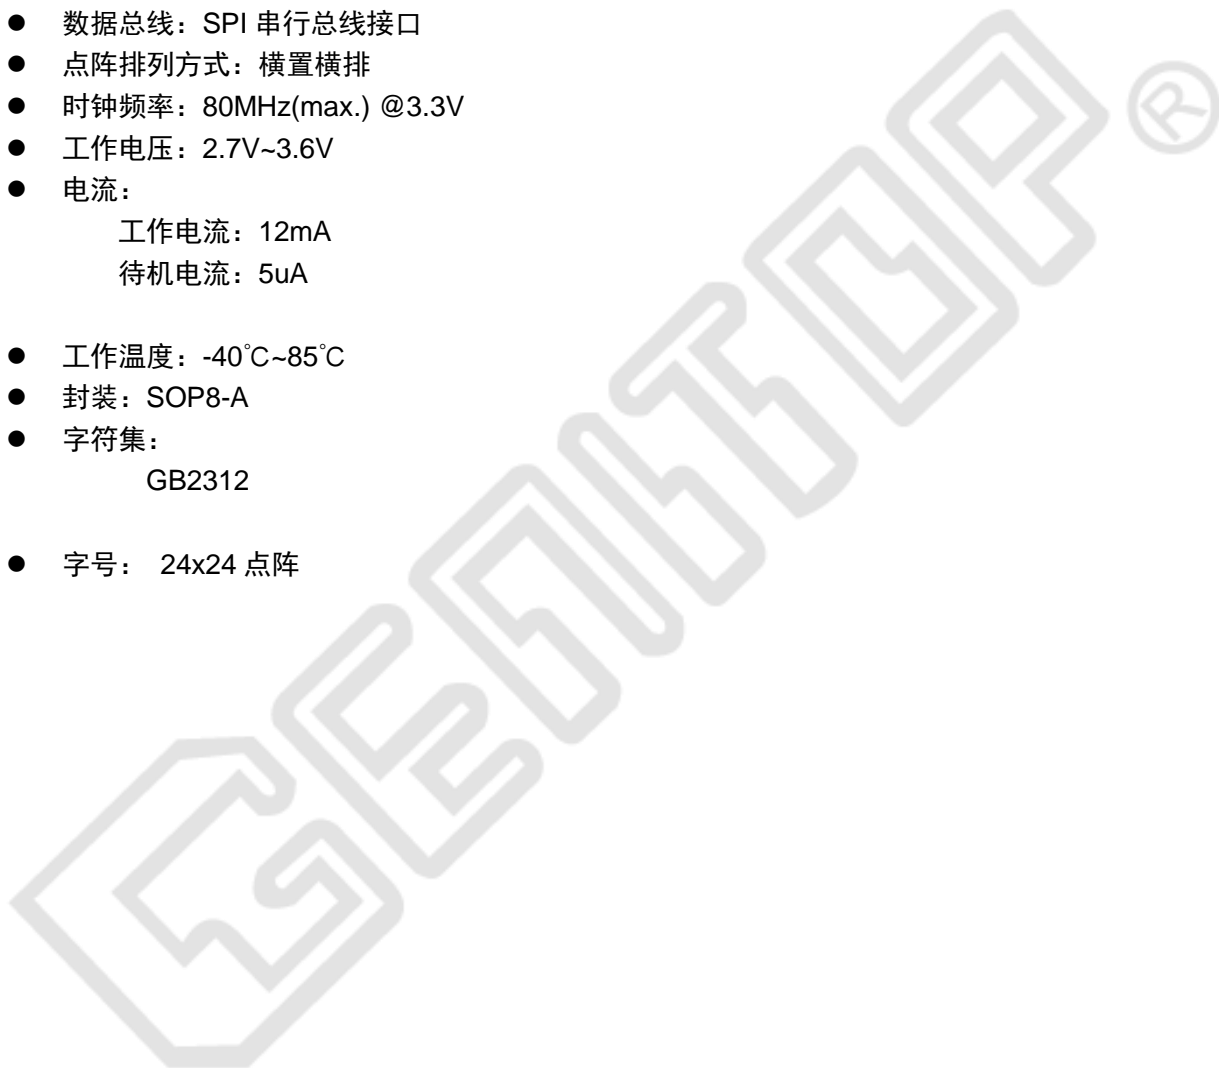 ● 数据总线：SPI 串行总线接口
● 点阵排列方式：横置横排
● 时钟频率：80MHz(max.) @3.3V
● 工作电压：2.7V~3.6V
● 电流：
工作电流：12mA
待机电流：5uA
● 工作温度：-40℃~85℃
● 封装：SOP8-A
● 字符集：
GB2312
● 字号： 24x24 点阵
GENITOP®